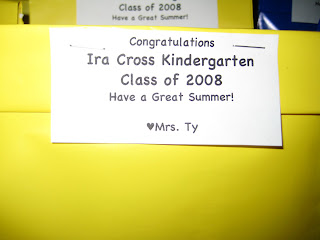 Class of 2008
Have a Great Summer!
Congratulations
Ira Cross Kindergarten
Class of 2008
Have a Great Summer!
♥Mrs. Ty